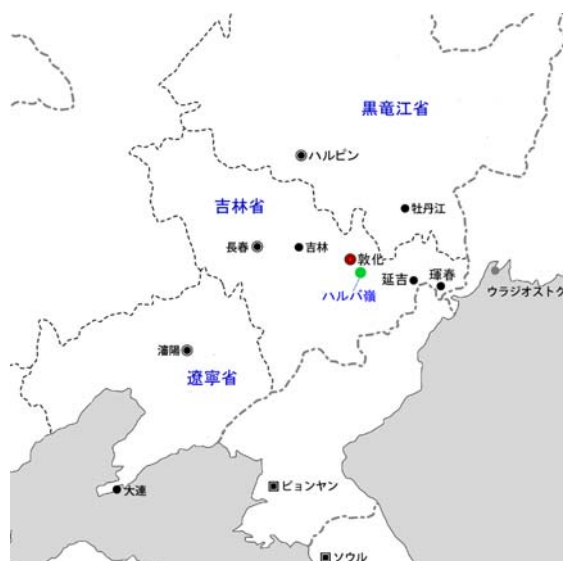 黒竜江省
ハルビン
吉林省
牡丹江
長春
吉林
敦化
延吉
琿春
ハルバ嶺
ウラジオストク
瀋陽
遼寧省
大連
ピョンヤン
ソウル